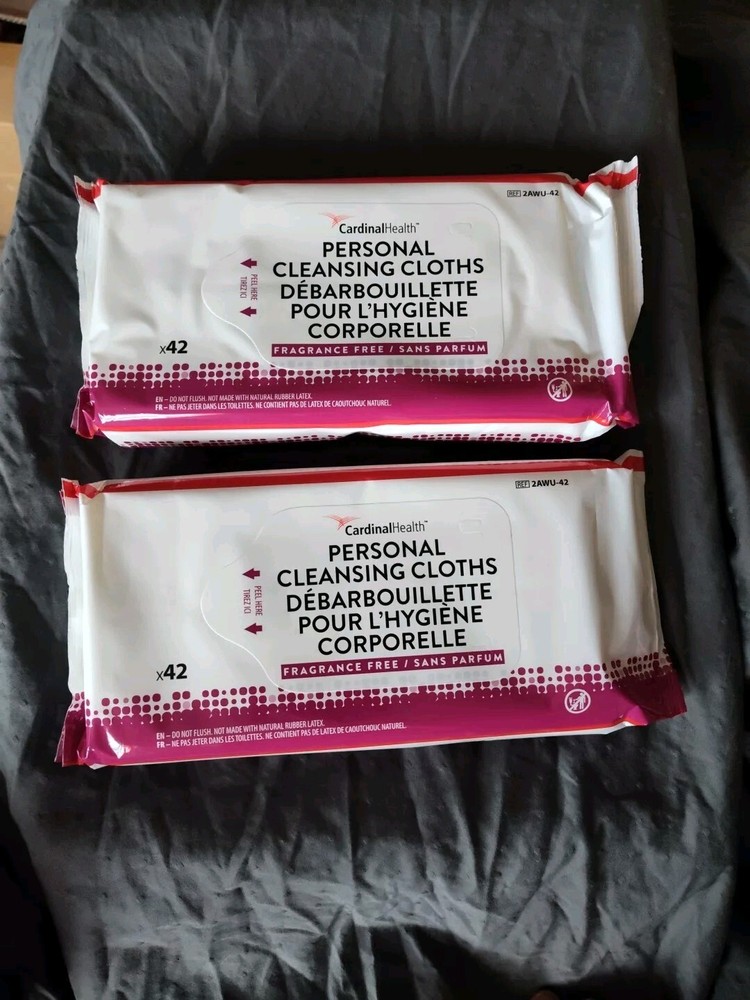 REF 2AWU-42
CardinalHealth™
PERSONAL
CLEANSING CLOTHS
DÉBARBOUILLETTE
POUR L'HYGIÈNE
CORPORELLE
FRAGRANCE FREE / SANS PARFUM
PEEL HERE
TIREZ ICI
x42
EN – DO NOT FLUSH. NOT MADE WITH NATURAL RUBBER LATEX.
FR – NE PAS JETER DANS LES TOILETTES. NE CONTIENT PAS DE LATEX DE CAOUTCHOUC NATUREL.
REF 2AWU-42
CardinalHealth™
PERSONAL
CLEANSING CLOTHS
DÉBARBOUILLETTE
POUR L'HYGIÈNE
CORPORELLE
FRAGRANCE FREE / SANS PARFUM
PEEL HERE
TIREZ ICI
x42
EN – DO NOT FLUSH. NOT MADE WITH NATURAL RUBBER LATEX.
FR – NE PAS JETER DANS LES TOILETTES. NE CONTIENT PAS DE LATEX DE CAOUTCHOUC NATUREL.